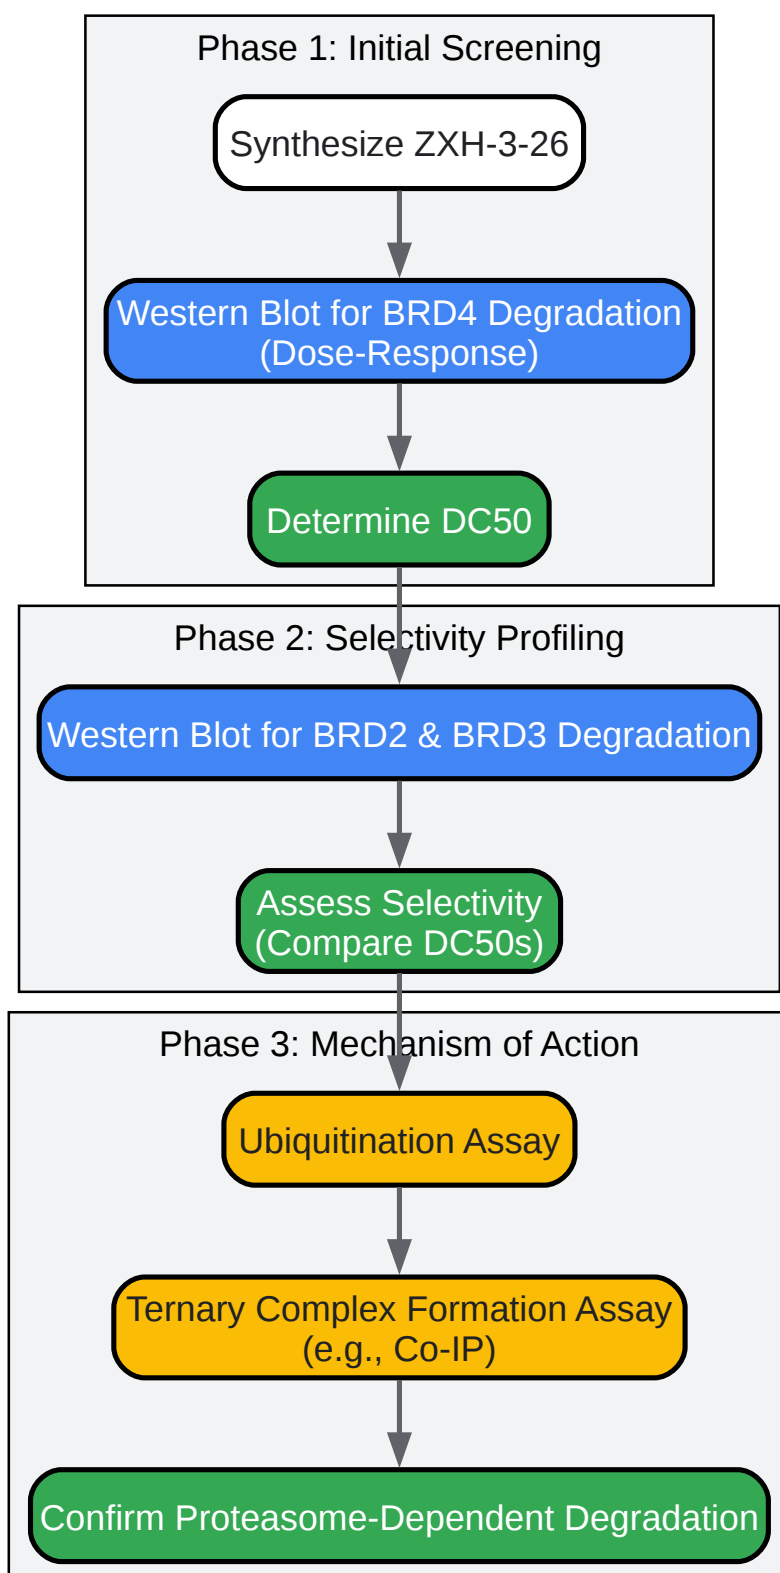 Phase 1: Initial Screening
Synthesize ZXH-3-26
Western Blot for BRD4 Degradation
(Dose-Response)
Determine DC50
Phase 2: Selectivity Profiling
Western Blot for BRD2 & BRD3 Degradation
Assess Selectivity
(Compare DC50s)
Phase 3: Mechanism of Action
Ubiquitination Assay
Ternary Complex Formation Assay
(e.g., Co-IP)
Confirm Proteasome-Dependent Degradation